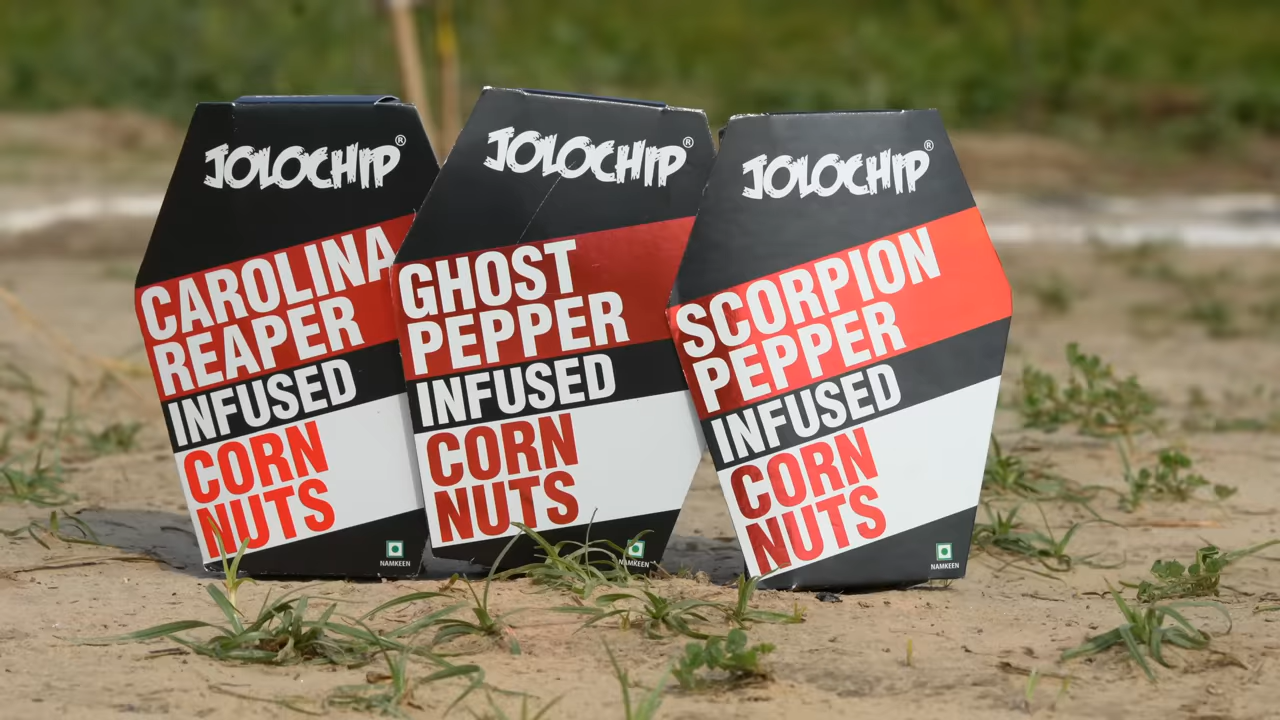 JOLOCHIP®
CAROLINA
REAPER
INFUSED
CORN
NUTS
NAMKEEN
JOLOCHIP®
GHOST
PEPPER
INFUSED
CORN
NUTS
NAMKEEN
JOLOCHIP®
SCORPION
PEPPER
INFUSED
CORN
NUTS
NAMKEEN